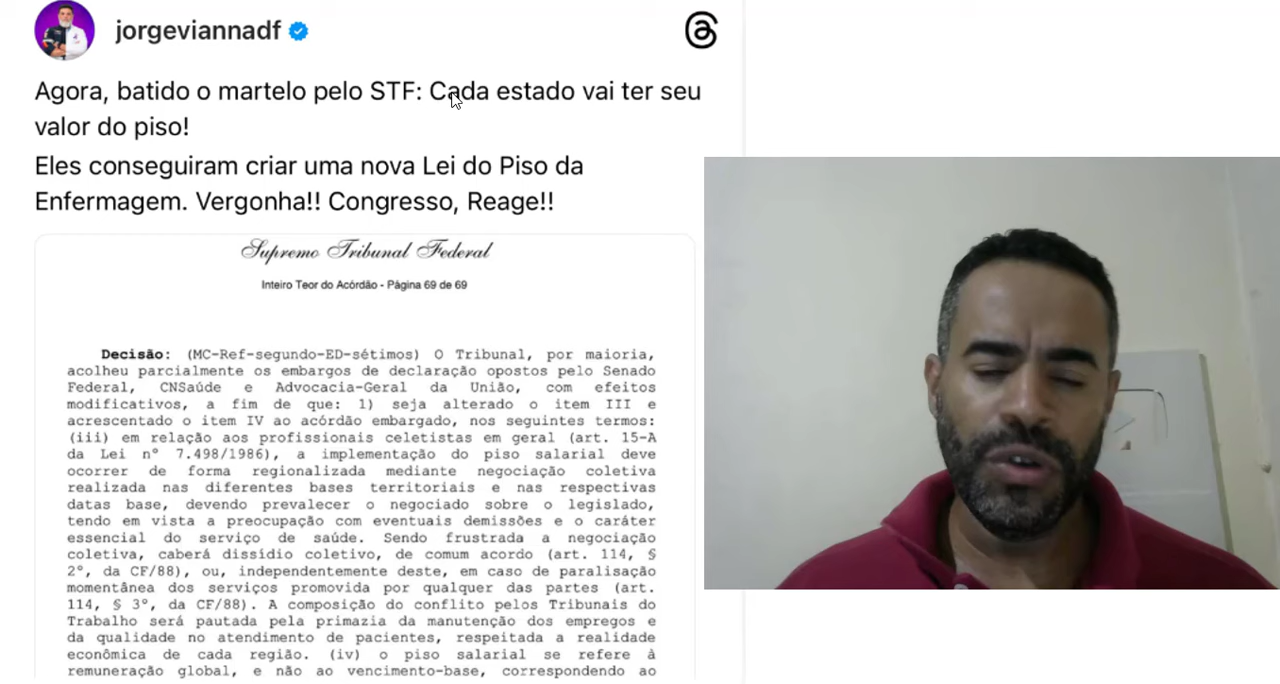 jorgeviannadf
Agora, batido o martelo pelo STF: Cada estado vai ter seu
valor do piso!
Eles conseguiram criar uma nova Lei do Piso da
Enfermagem. Vergonha!! Congresso, Reage!!
Supremo Tribunal Federal
Inteiro Teor do Acórdão - Página 69 de 69
Decisão: (MC-Ref-segundo-ED-sétimos) O Tribunal, por maioria,
acolheu parcialmente os embargos de declaração opostos pelo Senado
Federal, CNSaúde e Advocacia-Geral da União, com efeitos
modificativos, a fim de que: 1) seja alterado o item III e
acrescentado o item IV ao acórdão embargado, nos seguintes termos:
(iii) em relação aos profissionais celetistas em geral (art. 15-A
da Lei nº 7.498/1986), a implementação do piso salarial deve
ocorrer de forma regionalizada mediante negociação coletiva
realizada nas diferentes bases territoriais e nas respectivas
datas base, devendo prevalecer o negociado sobre o legislado,
tendo em vista a preocupação com eventuais demissões e o caráter
essencial do serviço de saúde. Sendo frustrada a negociação
coletiva, caberá dissídio coletivo, de comum acordo (art. 114, §
2º, da CF/88), ou, independentemente deste, em caso de paralisação
momentânea dos serviços promovida por qualquer das partes (art.
114, § 3º, da CF/88). A composição do conflito pelos Tribunais do
Trabalho será pautada pela primazia da manutenção dos empregos e
da qualidade no atendimento de pacientes, respeitada a realidade
econômica de cada região. (iv) o piso salarial se refere à
remuneração global, e não ao vencimento-base, correspondendo ao